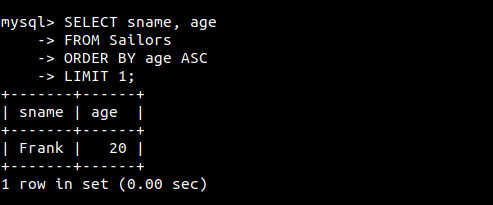 mysql> SELECT sname, age
    -> FROM Sailors
    -> ORDER BY age ASC
    -> LIMIT 1;
+-------+------+
| sname | age  |
+-------+------+
| Frank |   20 |
+-------+------+
1 row in set (0.00 sec)